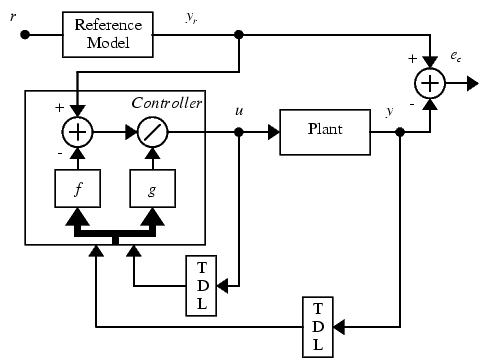 r
Reference
Model
y_r
+
e_c
+
-
Controller
+
-
u
Plant
y
f
g
T
D
L
T
D
L